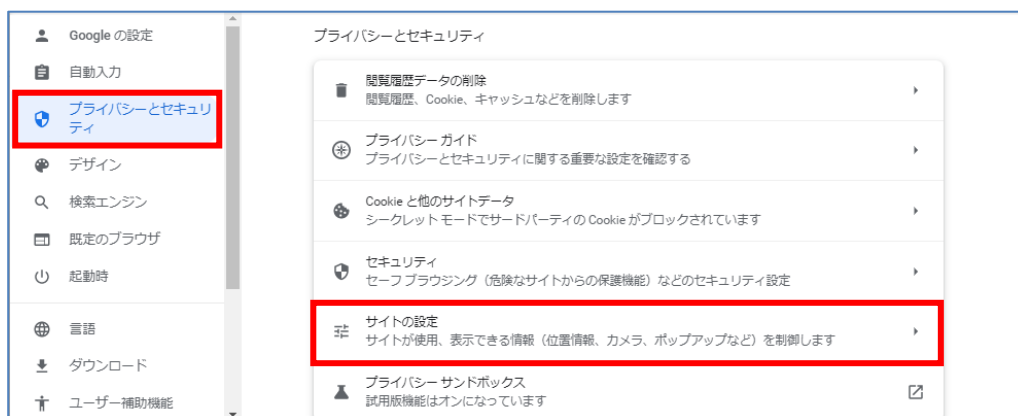 Google の設定
自動入力
プライバシーとセキュリ
ティ
デザイン
検索エンジン
既定のブラウザ
起動時
言語
ダウンロード
ユーザー補助機能
プライバシーとセキュリティ
閲覧履歴データの削除
閲覧履歴、Cookie、キャッシュなどを削除します
プライバシー ガイド
プライバシーとセキュリティに関する重要な設定を確認する
Cookie と他のサイトデータ
シークレット モードでサードパーティの Cookie がブロックされています
セキュリティ
セーフ ブラウジング（危険なサイトからの保護機能）などのセキュリティ設定
サイトの設定
サイトが使用、表示できる情報（位置情報、カメラ、ポップアップなど）を制御します
プライバシー サンドボックス
試用版機能はオンになっています